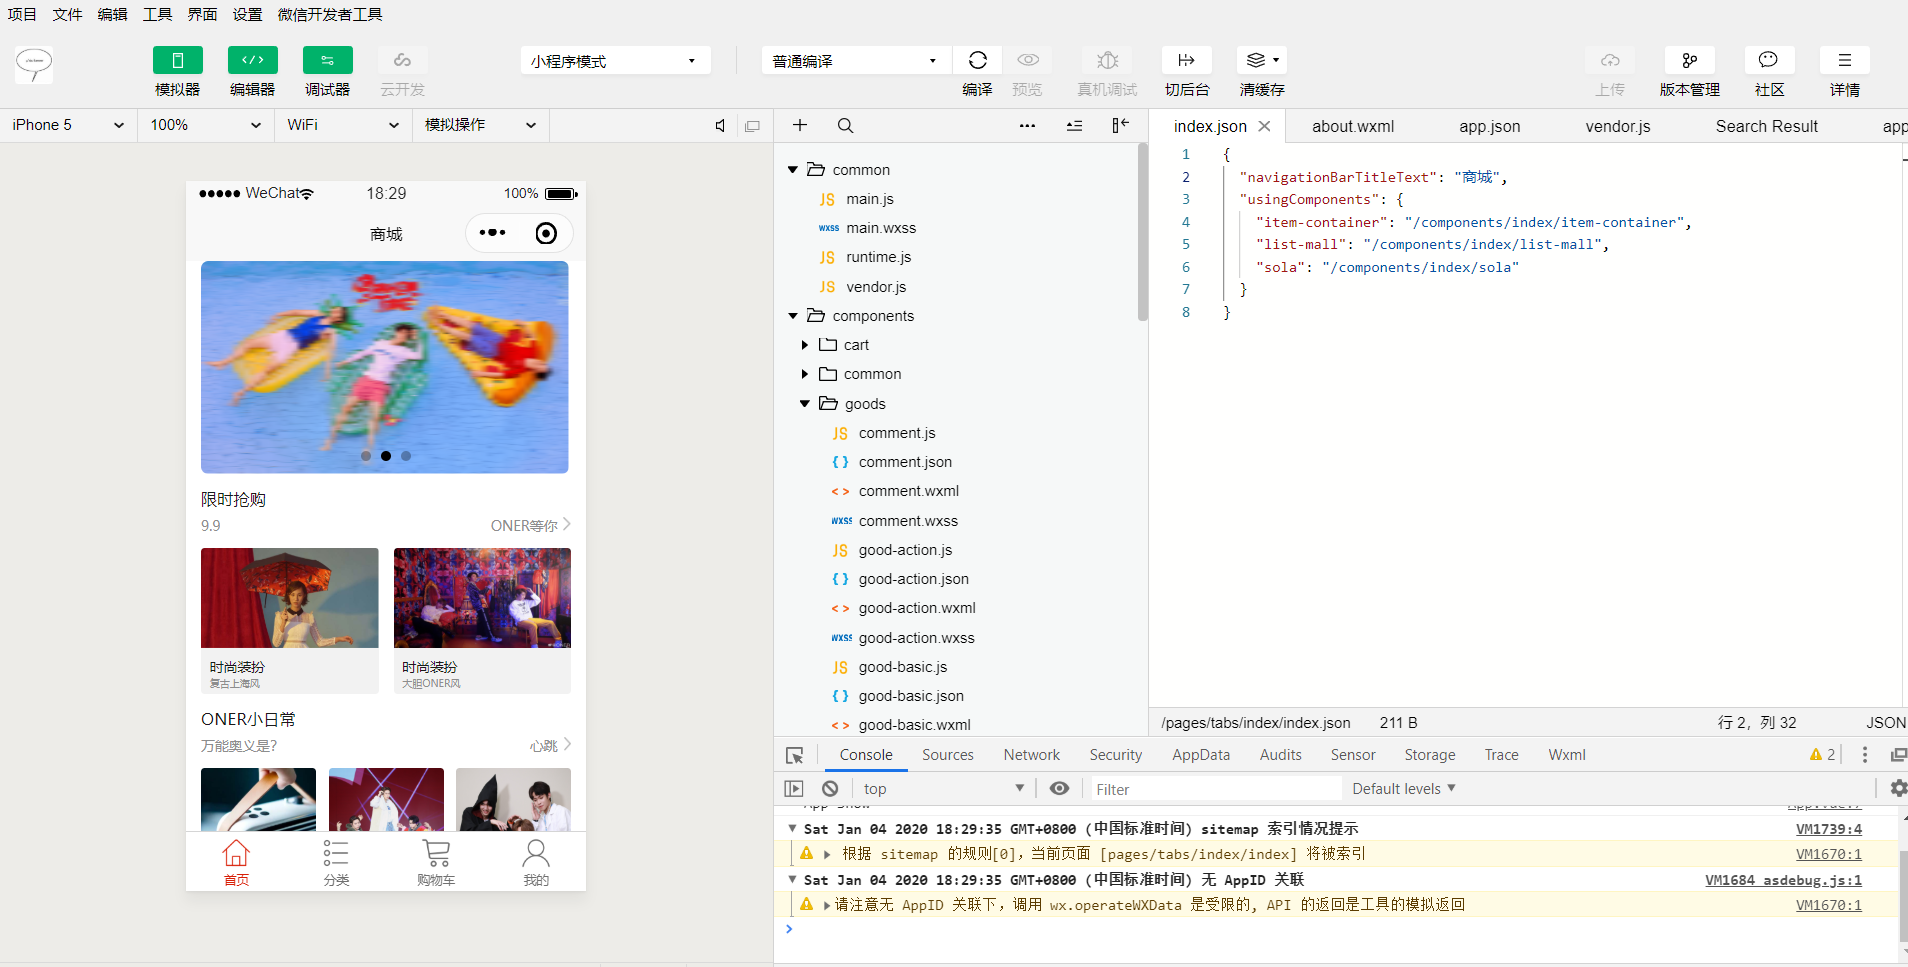 项目 文件 编辑 工具 界面 设置 微信开发者工具
模拟器 编辑器 调试器 云开发
小程序模式
普通编译
编译 预览 真机调试 切后台 清缓存
上传 版本管理 社区 详情
iPhone 5 100% WiFi 模拟操作
WeChat 18:29 100%
商城
限时抢购
9.9 ONER等你
时尚装扮
复古上海风
时尚装扮
大胆ONER风
ONER小日常
万能奥义是? 心跳
首页 分类 购物车 我的
common
JS main.js
wxss main.wxss
JS runtime.js
JS vendor.js
components
cart
common
goods
JS comment.js
{ } comment.json
< > comment.wxml
wxss comment.wxss
JS good-action.js
{ } good-action.json
< > good-action.wxml
wxss good-action.wxss
JS good-basic.js
{ } good-basic.json
< > good-basic.wxml
index.json about.wxml app.json vendor.js Search Result app
1 {
2 "navigationBarTitleText": "商城",
3 "usingComponents": {
4 "item-container": "/components/index/item-container",
5 "list-mall": "/components/index/list-mall",
6 "sola": "/components/index/sola"
7 }
8 }
/pages/tabs/index/index.json 211 B 行 2，列 32 JSON
Console Sources Network Security AppData Audits Sensor Storage Trace Wxml 2
top Filter Default levels
App Show App.vue:7
Sat Jan 04 2020 18:29:35 GMT+0800 (中国标准时间) sitemap 索引情况提示 VM1739:4
根据 sitemap 的规则[0]，当前页面 [pages/tabs/index/index] 将被索引 VM1670:1
Sat Jan 04 2020 18:29:35 GMT+0800 (中国标准时间) 无 AppID 关联 VM1684 asdebug.js:1
请注意无 AppID 关联下，调用 wx.operateWXData 是受限的, API 的返回是工具的模拟返回 VM1670:1